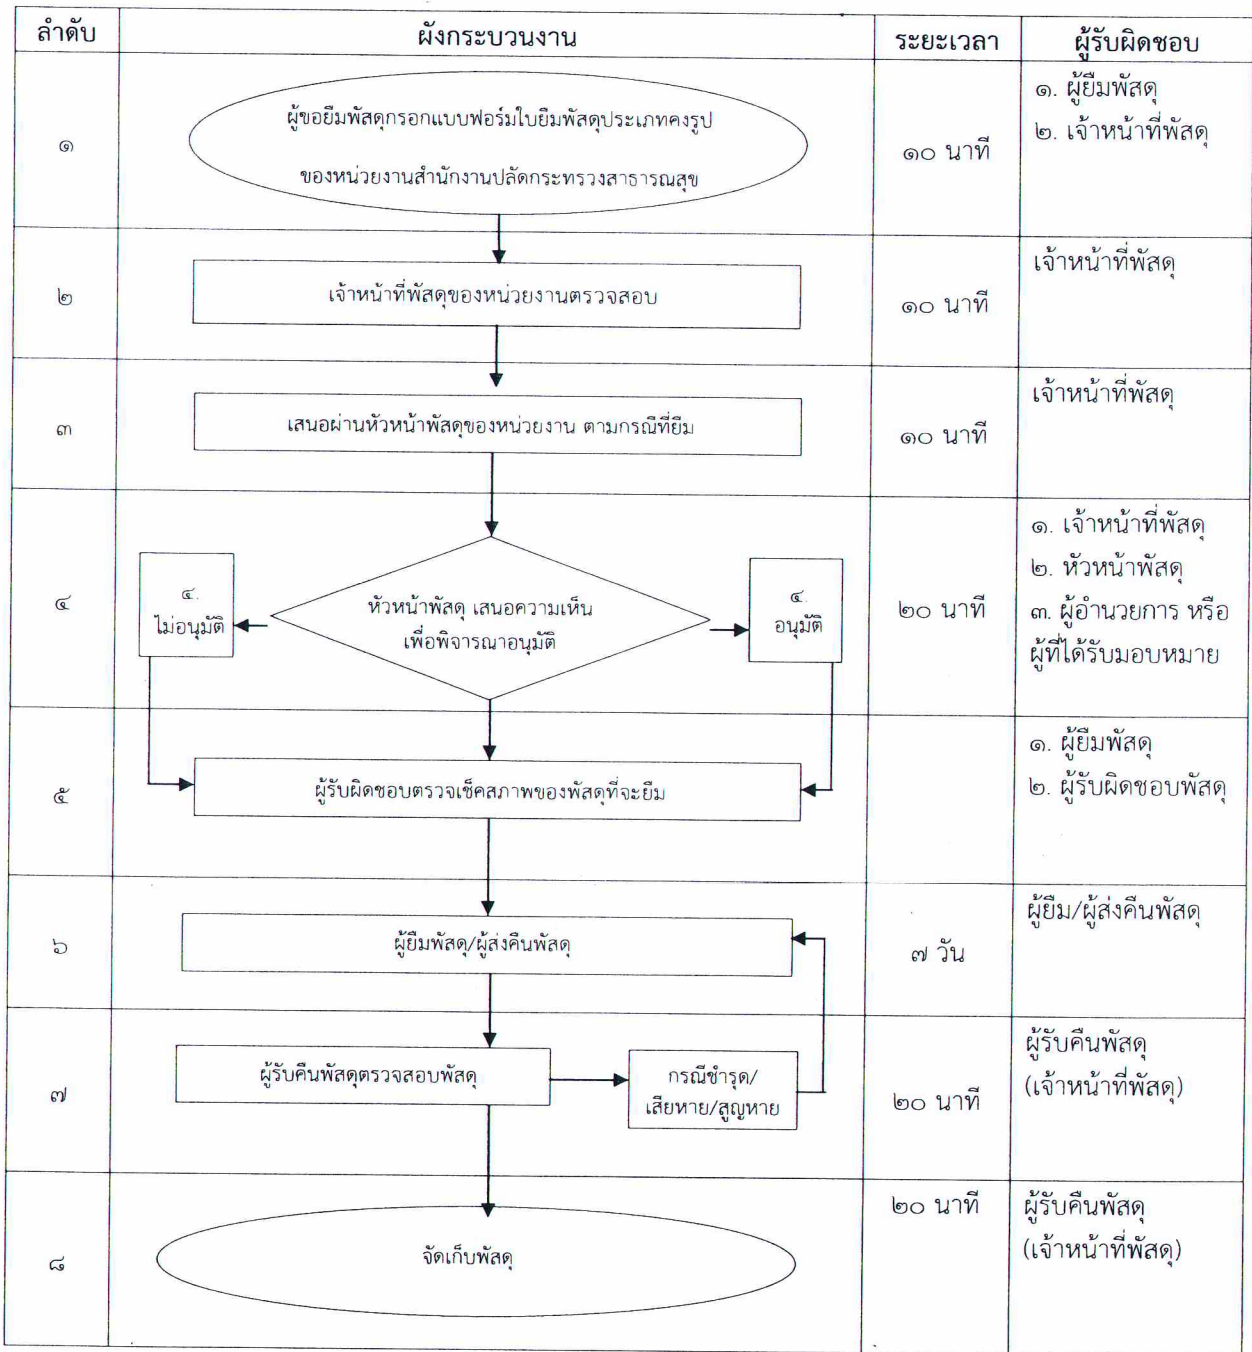 ลำดับ ผังกระบวนงาน ระยะเวลา ผู้รับผิดชอบ
๑
ผู้ขอยืมพัสดุกรอกแบบฟอร์มใบยืมพัสดุประเภทคงรูป
ของหน่วยงานสำนักงานปลัดกระทรวงสาธารณสุข
๑๐ นาที
๑. ผู้ยืมพัสดุ
๒. เจ้าหน้าที่พัสดุ
๒
เจ้าหน้าที่พัสดุของหน่วยงานตรวจสอบ
๑๐ นาที
เจ้าหน้าที่พัสดุ
๓
เสนอผ่านหัวหน้าพัสดุของหน่วยงาน ตามกรณีที่ยืม
๑๐ นาที
เจ้าหน้าที่พัสดุ
๔
๔.
ไม่อนุมัติ
หัวหน้าพัสดุ เสนอความเห็น
เพื่อพิจารณาอนุมัติ
๔.
อนุมัติ
๒๐ นาที
๑. เจ้าหน้าที่พัสดุ
๒. หัวหน้าพัสดุ
๓. ผู้อำนวยการ หรือ
ผู้ที่ได้รับมอบหมาย
๕
ผู้รับผิดชอบตรวจเช็คสภาพของพัสดุที่จะยืม
๑. ผู้ยืมพัสดุ
๒. ผู้รับผิดชอบพัสดุ
๖
ผู้ยืมพัสดุ/ผู้ส่งคืนพัสดุ
๗ วัน
ผู้ยืม/ผู้ส่งคืนพัสดุ
๗
ผู้รับคืนพัสดุตรวจสอบพัสดุ
กรณีชำรุด/
เสียหาย/สูญหาย
๒๐ นาที
ผู้รับคืนพัสดุ
(เจ้าหน้าที่พัสดุ)
๘
จัดเก็บพัสดุ
๒๐ นาที
ผู้รับคืนพัสดุ
(เจ้าหน้าที่พัสดุ)